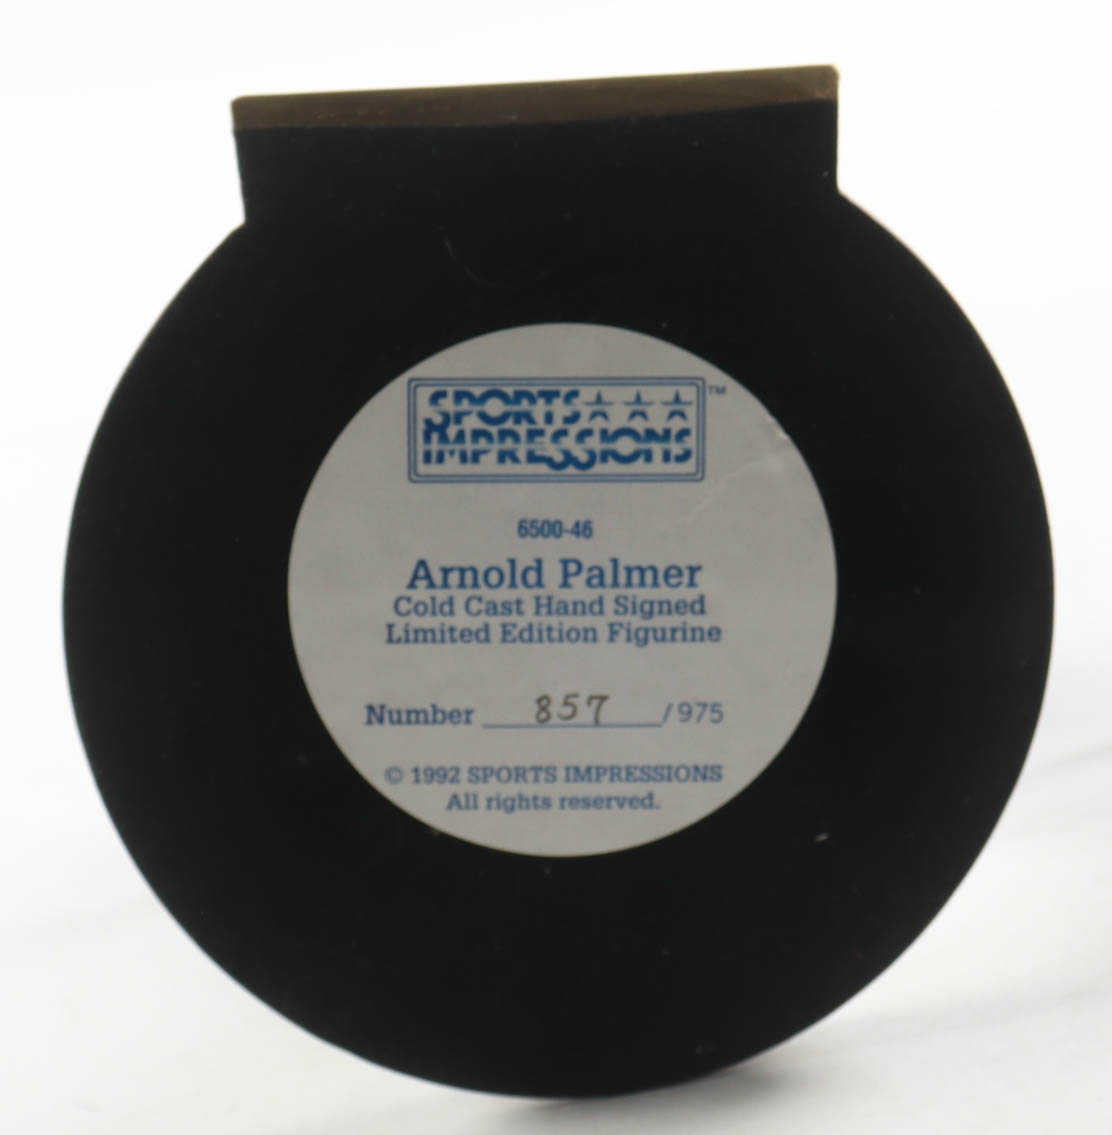 SPORTS
IMPRESSIONS ™
6500-46
Arnold Palmer
Cold Cast Hand Signed
Limited Edition Figurine
Number 857 /975
© 1992 SPORTS IMPRESSIONS
All rights reserved.